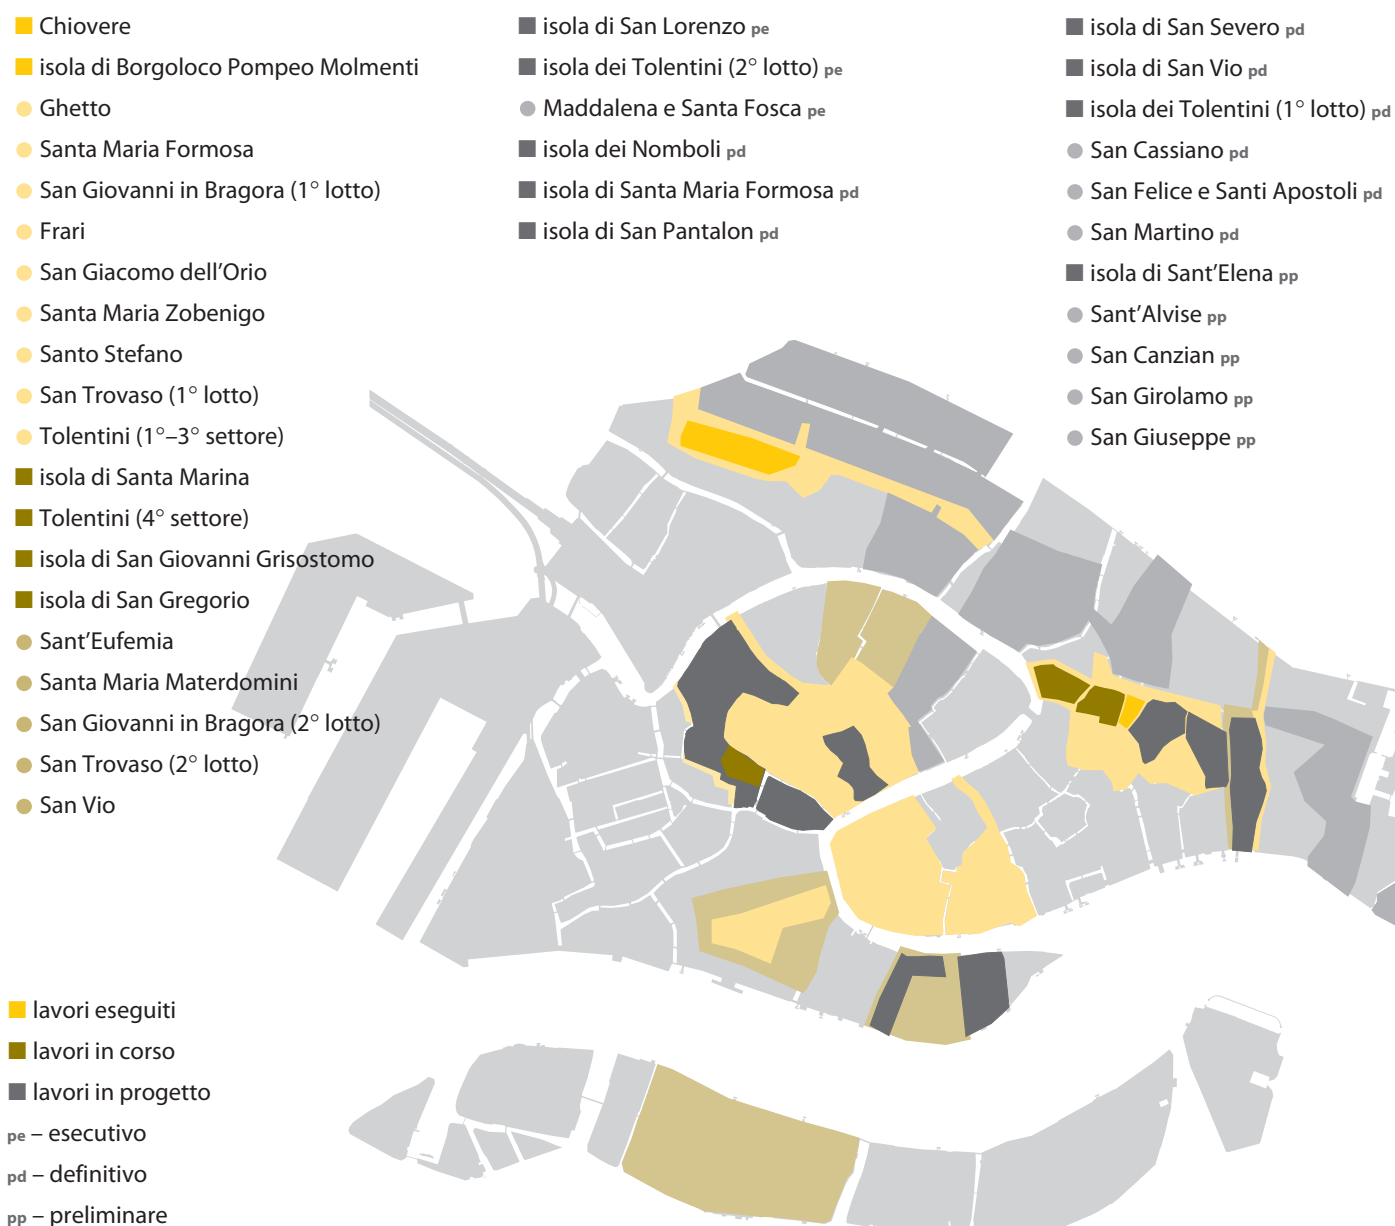 Chiovere
isola di Borgoloco Pompeo Molmenti
Ghetto
Santa Maria Formosa
San Giovanni in Bragora (1° lotto)
Frari
San Giacomo dell'Orio
Santa Maria Zobenigo
Santo Stefano
San Trovaso (1° lotto)
Tolentini (1°–3° settore)
isola di Santa Marina
Tolentini (4° settore)
isola di San Giovanni Grisostomo
isola di San Gregorio
Sant'Eufemia
Santa Maria Materdomini
San Giovanni in Bragora (2° lotto)
San Trovaso (2° lotto)
San Vio
isola di San Lorenzo pe
isola dei Tolentini (2° lotto) pe
Maddalena e Santa Fosca pe
isola dei Nomboli pd
isola di Santa Maria Formosa pd
isola di San Pantalon pd
isola di San Severo pd
isola di San Vio pd
isola dei Tolentini (1° lotto) pd
San Cassiano pd
San Felice e Santi Apostoli pd
San Martino pd
isola di Sant'Elena pp
Sant'Alvise pp
San Canzian pp
San Girolamo pp
San Giuseppe pp
lavori eseguiti
lavori in corso
lavori in progetto
pe – esecutivo
pd – definitivo
pp – preliminare